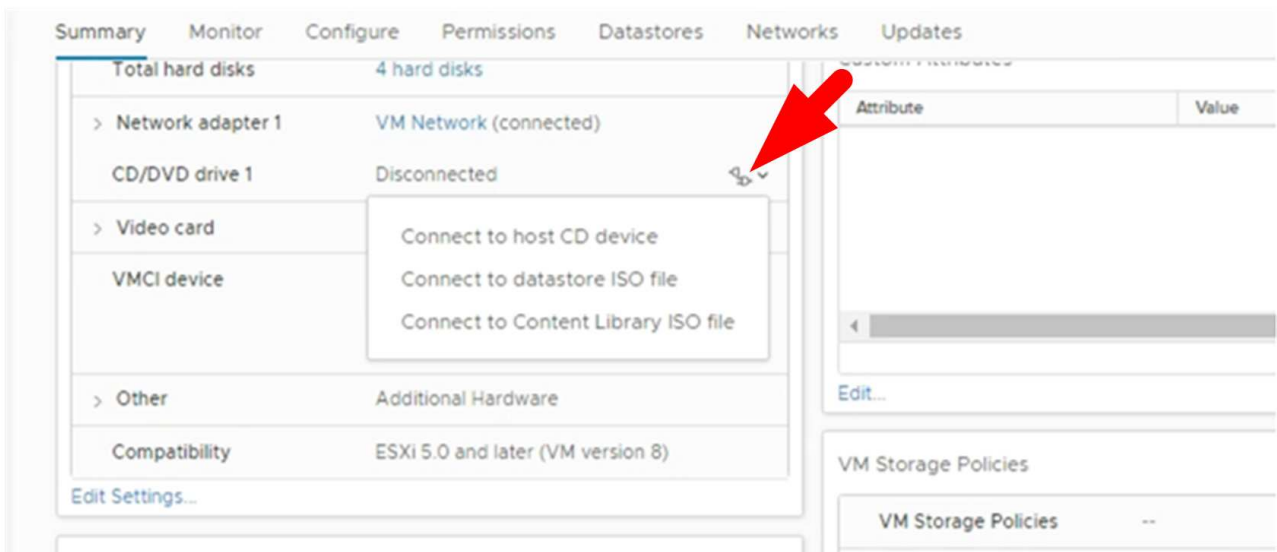 Summary Monitor Configure Permissions Datastores Networks Updates
Total hard disks 4 hard disks
Custom Attributes
Attribute Value
Network adapter 1 VM Network (connected)
CD/DVD drive 1 Disconnected
Video card
Connect to host CD device
VMCI device
Connect to datastore ISO file
Connect to Content Library ISO file
Other Additional Hardware
Edit...
Compatibility ESXi 5.0 and later (VM version 8)
Edit Settings...
VM Storage Policies
VM Storage Policies --